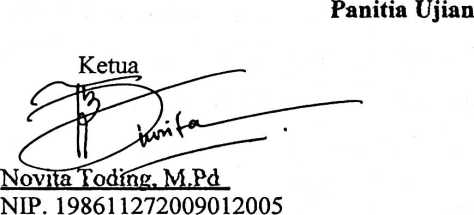 Panitia Ujian
Ketua
Novita Toding, M.Pd
NIP. 198611272009012005